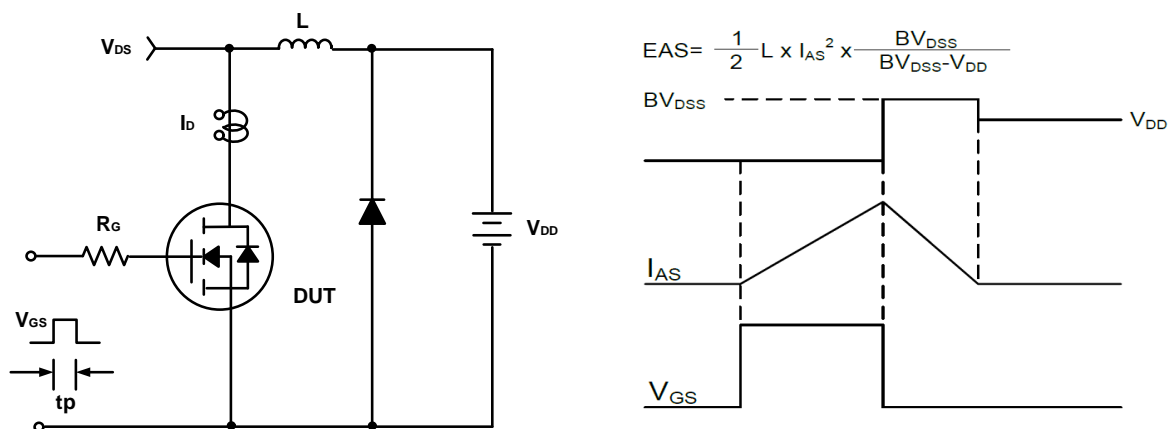 L
VDS
ID
RG
VDD
DUT
VGS
tp
EAS= 1/2 L x IAS² x BVDSS/(BVDSS-VDD)
BVDSS
VDD
IAS
VGS